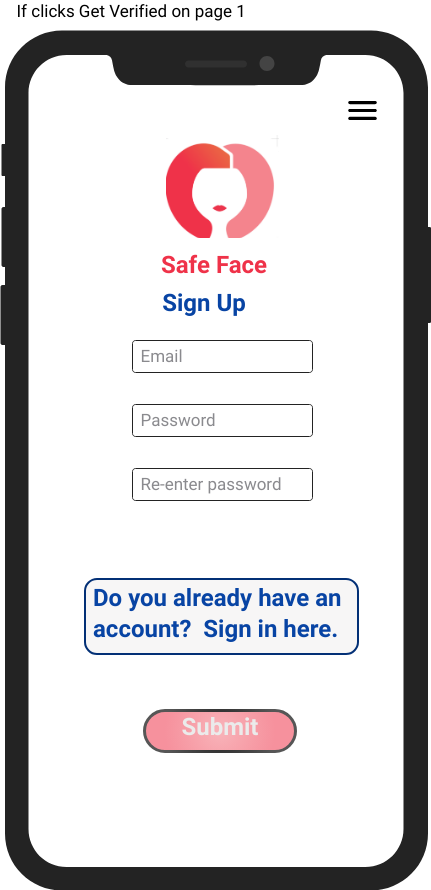 If clicks Get Verified on page 1
Safe Face
Sign Up
Email
Password
Re-enter password
Do you already have an
account?  Sign in here.
Submit